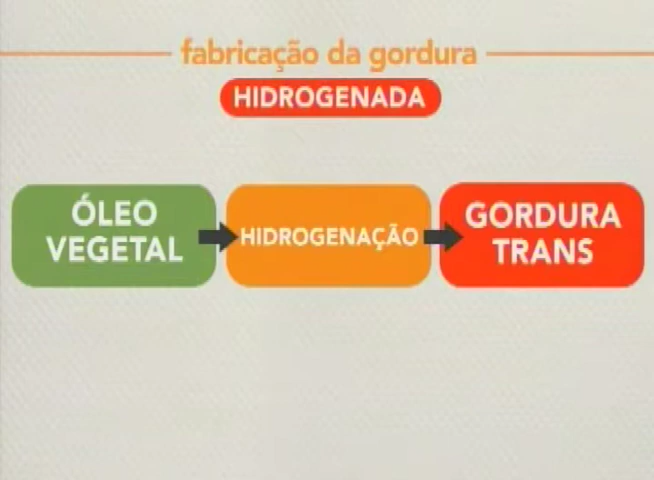 fabricação da gordura
HIDROGENADA
ÓLEO
VEGETAL
HIDROGENAÇÃO
GORDURA
TRANS